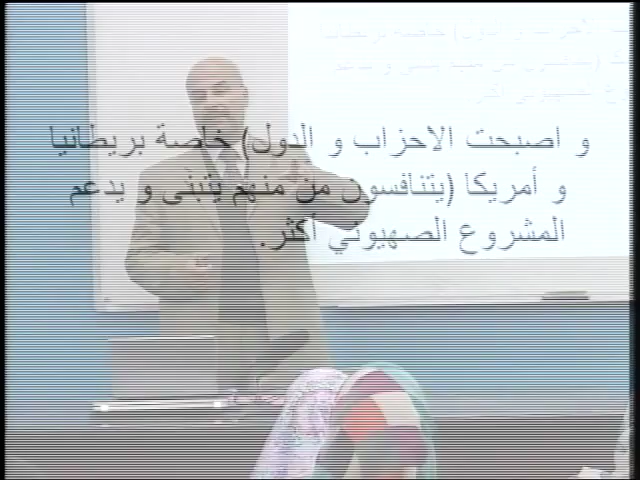 و اصبحت الاحزاب و الدول) خاصة بريطانيا
و أمريكا (يتنافسون من منهم يتبنى و يدعم
المشروع الصهيوني أكثر.